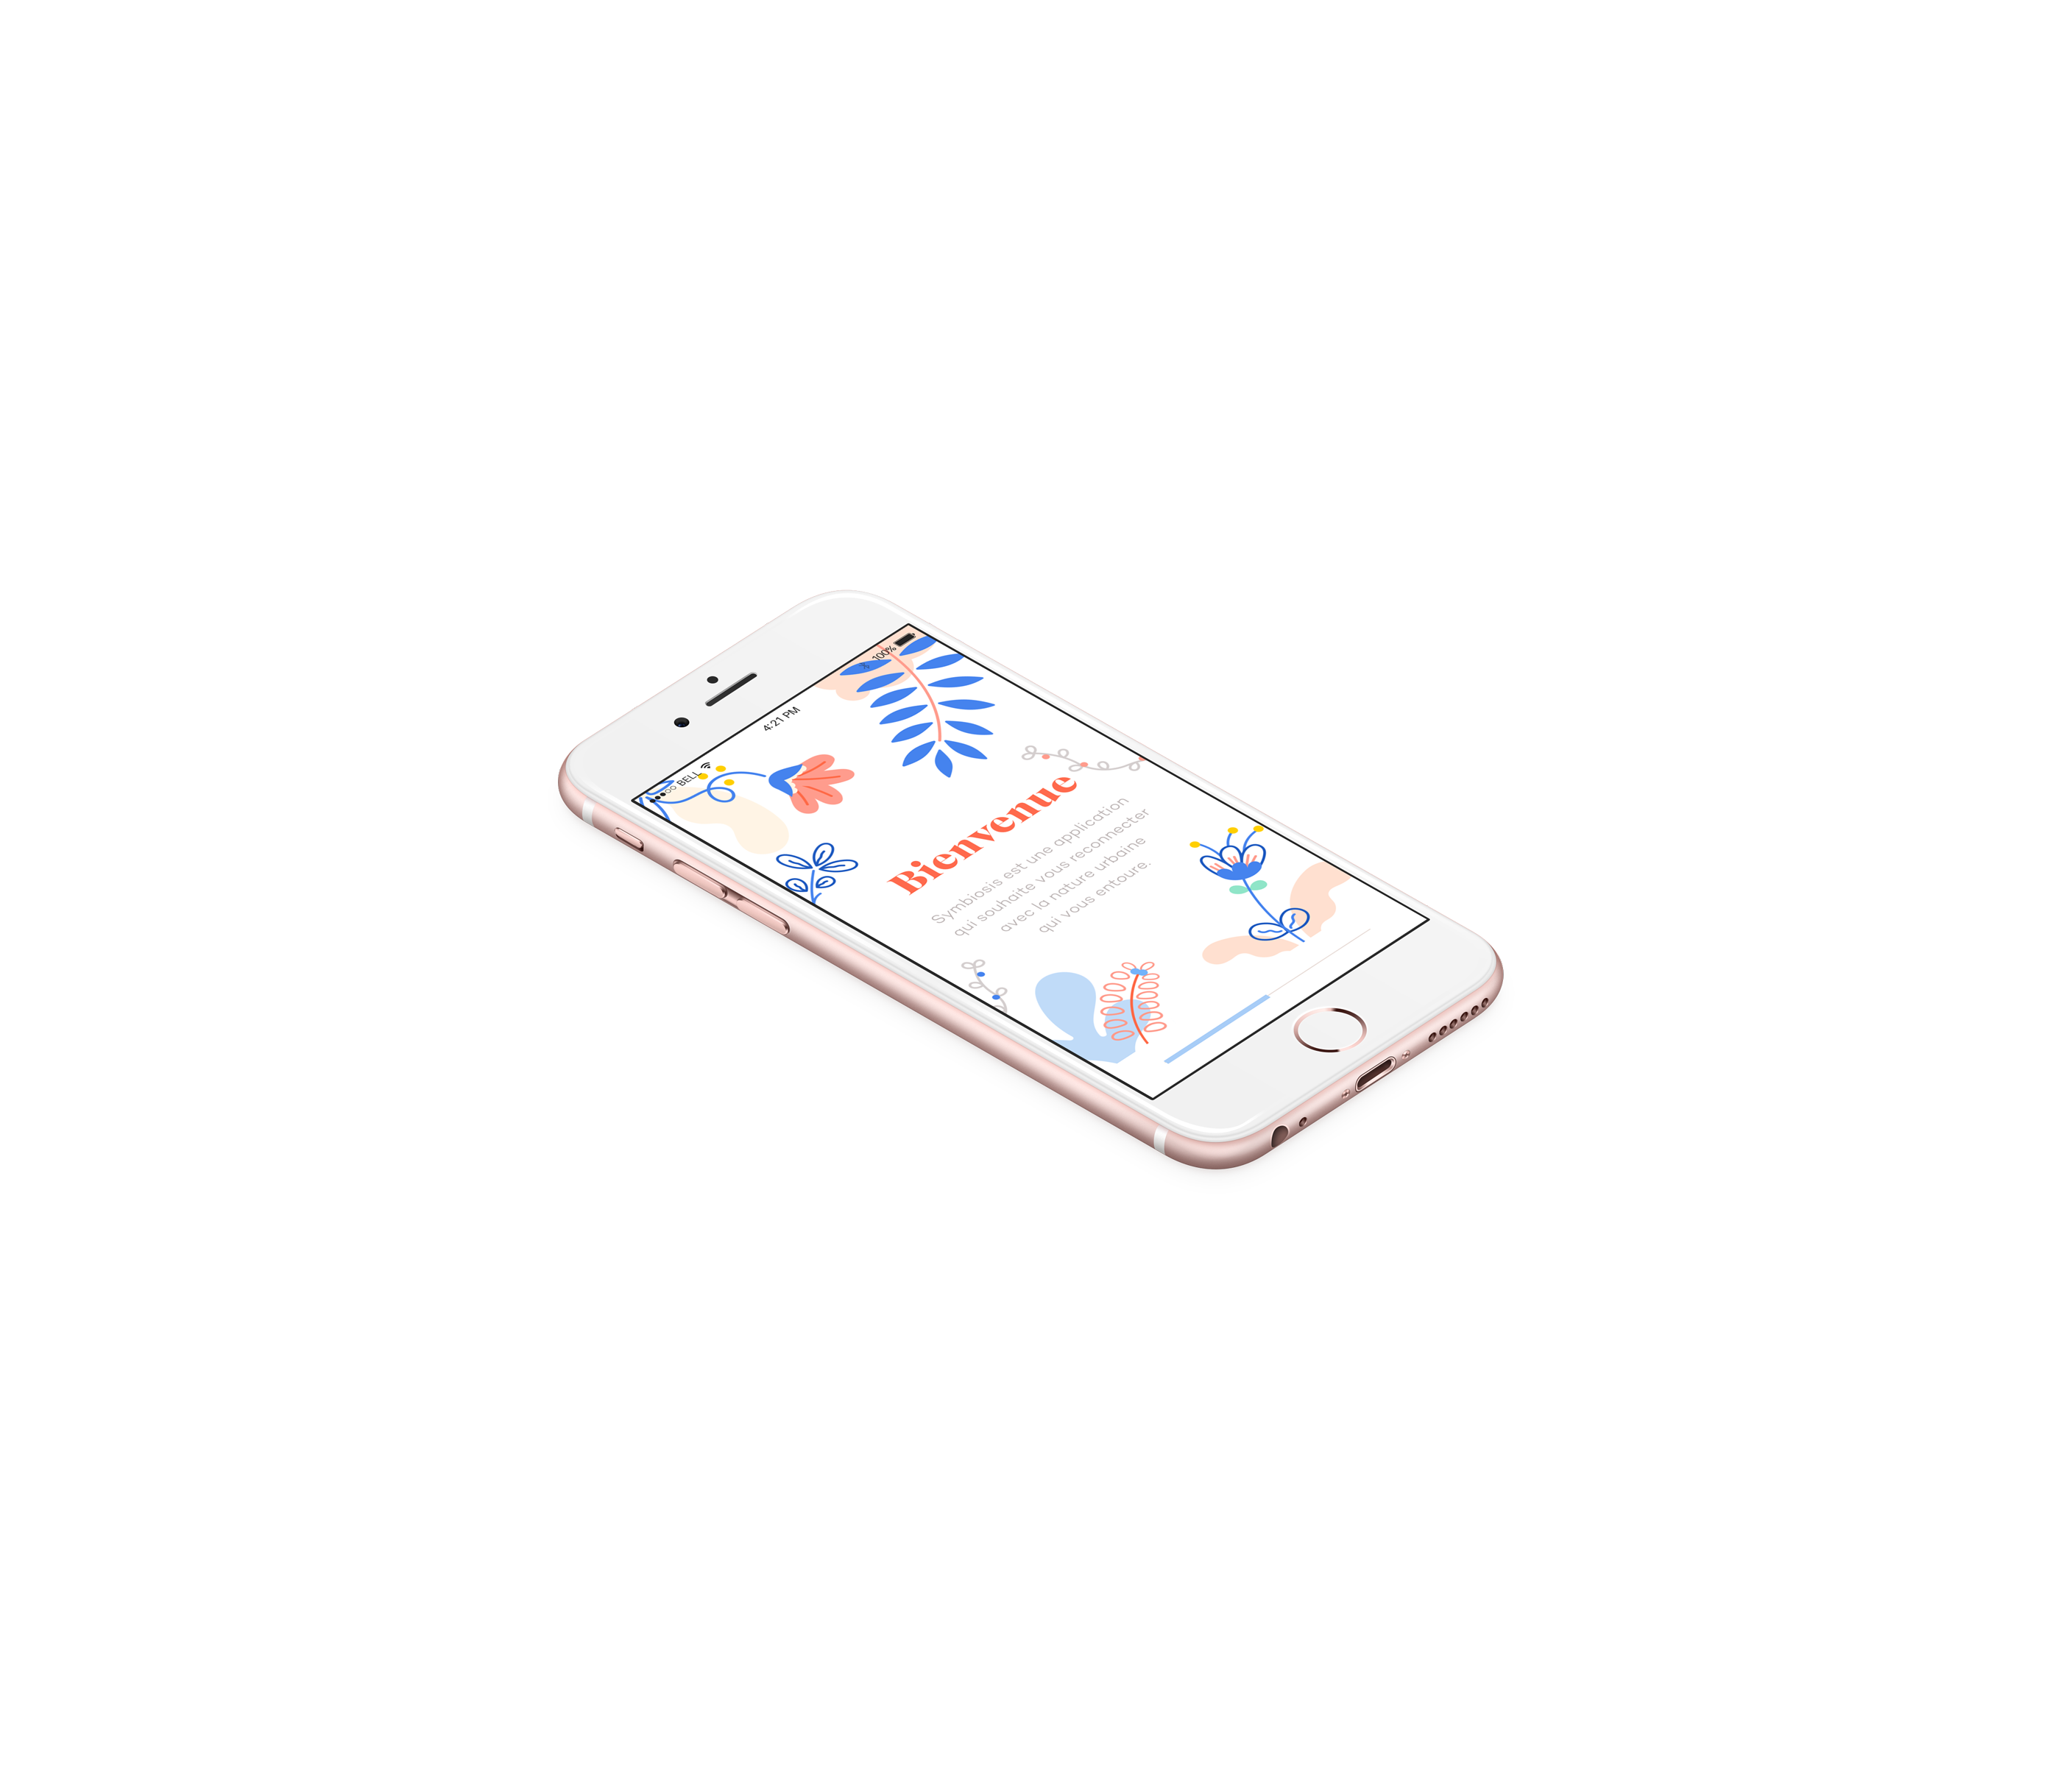 BELL
4:21 PM
100%
Bienvenue
Symbiosis est une application
qui souhaite vous reconnecter
avec la nature urbaine
qui vous entoure.